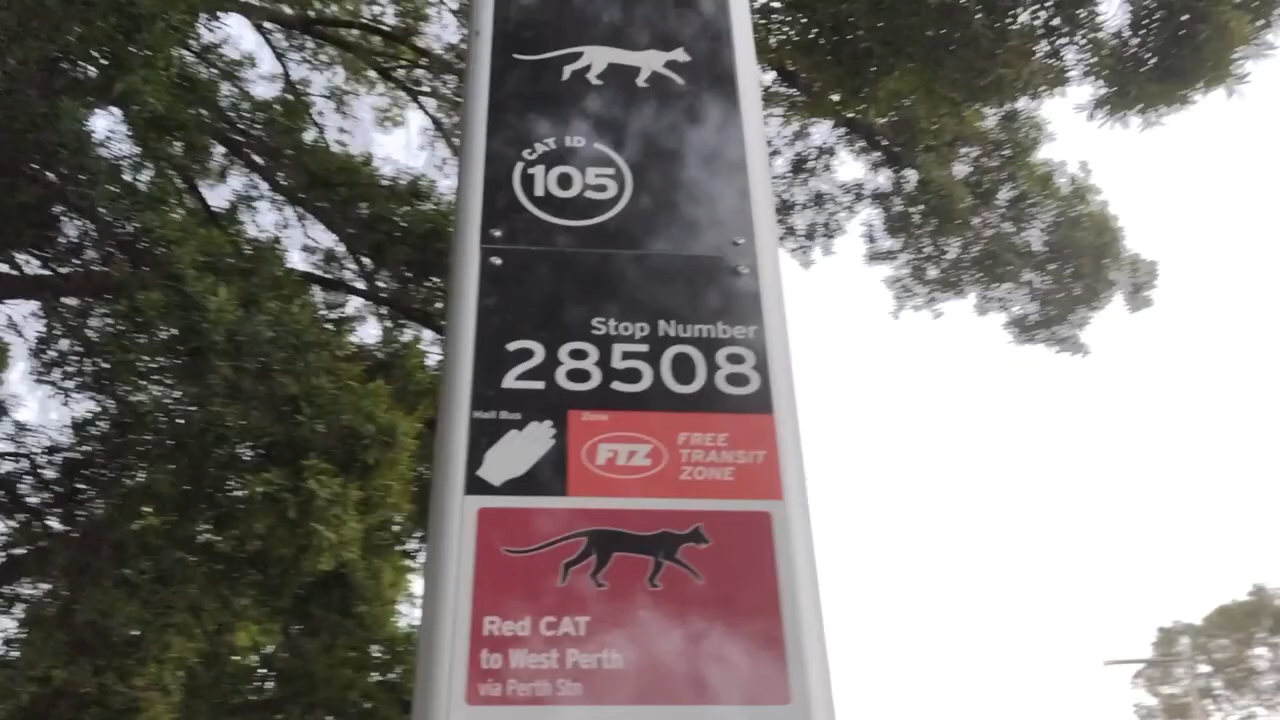 CAT ID
105
Stop Number
28508
Hail Bus
Zone
FTZ
FREE
TRANSIT
ZONE
Red CAT
to West Perth
via Perth Stn